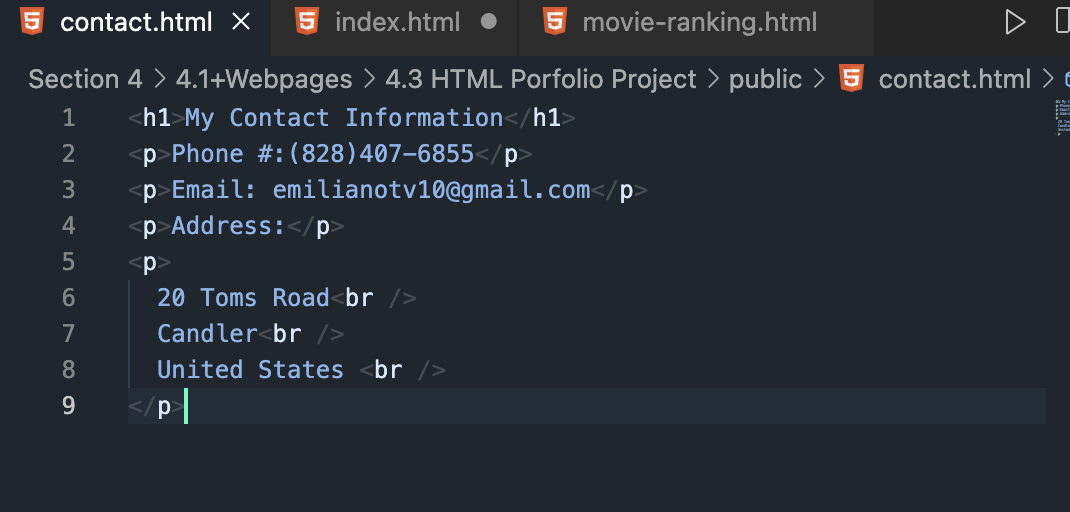 contact.html index.html movie-ranking.html
Section 4 > 4.1+Webpages > 4.3 HTML Porfolio Project > public > contact.html >
1 <h1>My Contact Information</h1>
2 <p>Phone #:(828)407-6855</p>
3 <p>Email: emilianotv10@gmail.com</p>
4 <p>Address:</p>
5 <p>
6 20 Toms Road<br />
7 Candler<br />
8 United States <br />
9 </p>